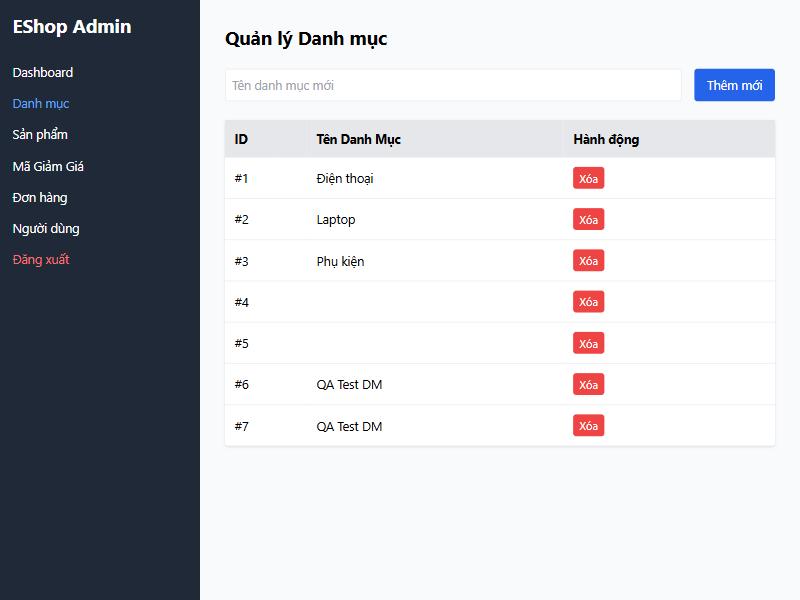 EShop Admin
Dashboard
Danh mục
Sản phẩm
Mã Giảm Giá
Đơn hàng
Người dùng
Đăng xuất
Quản lý Danh mục
Tên danh mục mới
Thêm mới
ID Tên Danh Mục Hành động
#1 Điện thoại Xóa
#2 Laptop Xóa
#3 Phụ kiện Xóa
#4 Xóa
#5 Xóa
#6 QA Test DM Xóa
#7 QA Test DM Xóa